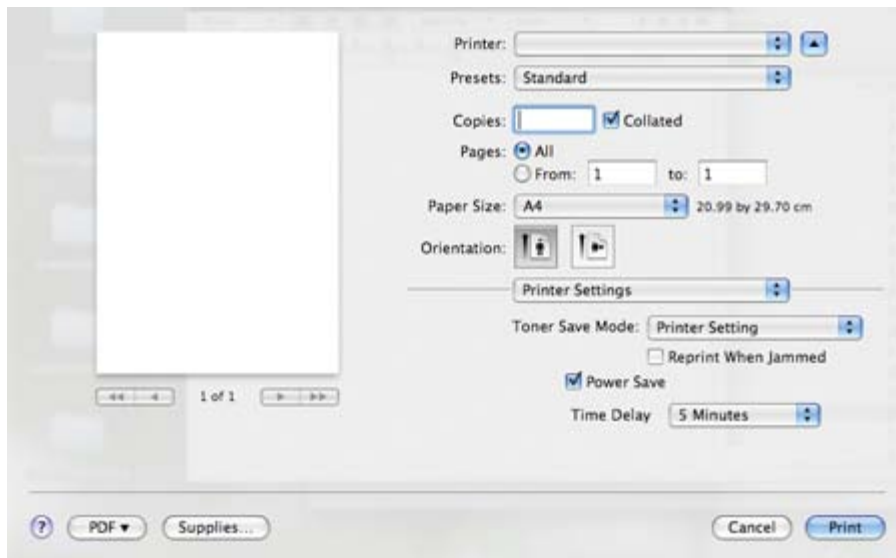 Printer:
Presets: Standard
Copies: Collated
Pages: All
From: 1 to: 1
Paper Size: A4 20.99 by 29.70 cm
Orientation:
Printer Settings
Toner Save Mode: Printer Setting
Reprint When Jammed
Power Save
1 of 1
Time Delay 5 Minutes
? PDF Supplies... Cancel Print